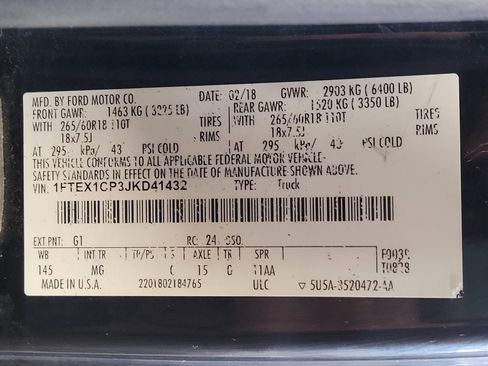 MFD. BY FORD MOTOR CO. DATE: 02/18 GVWR: 2903 KG ( 6400 LB)
FRONT GAWR: 1463 KG ( LB) REAR GAWR: 1520 KG ( 3350 LB)
WITH 265/60R18 110T TIRES WITH 265/60R18 110T TIRES
18x7.5J RIMS 18x7.5J RIMS
AT 295 kPa/ 43 PSI COLD AT 295 kPa/ 43 PSI COLD
THIS VEHICLE CONFORMS TO ALL APPLICABLE FEDERAL MOTOR VEHICLE
SAFETY STANDARDS IN EFFECT ON THE DATE OF MANUFACTURE SHOWN ABOVE.
VIN: 1FTEX1CP3JKD41432 TYPE: Truck
EXT PNT: G1 RC: 24
WB INT TR TP/PS R AXLE TR SPR
145 MG 15 G 11AA
MADE IN U.S.A. 2201802184765 ULC ▽ 5U5A-3520472-AA